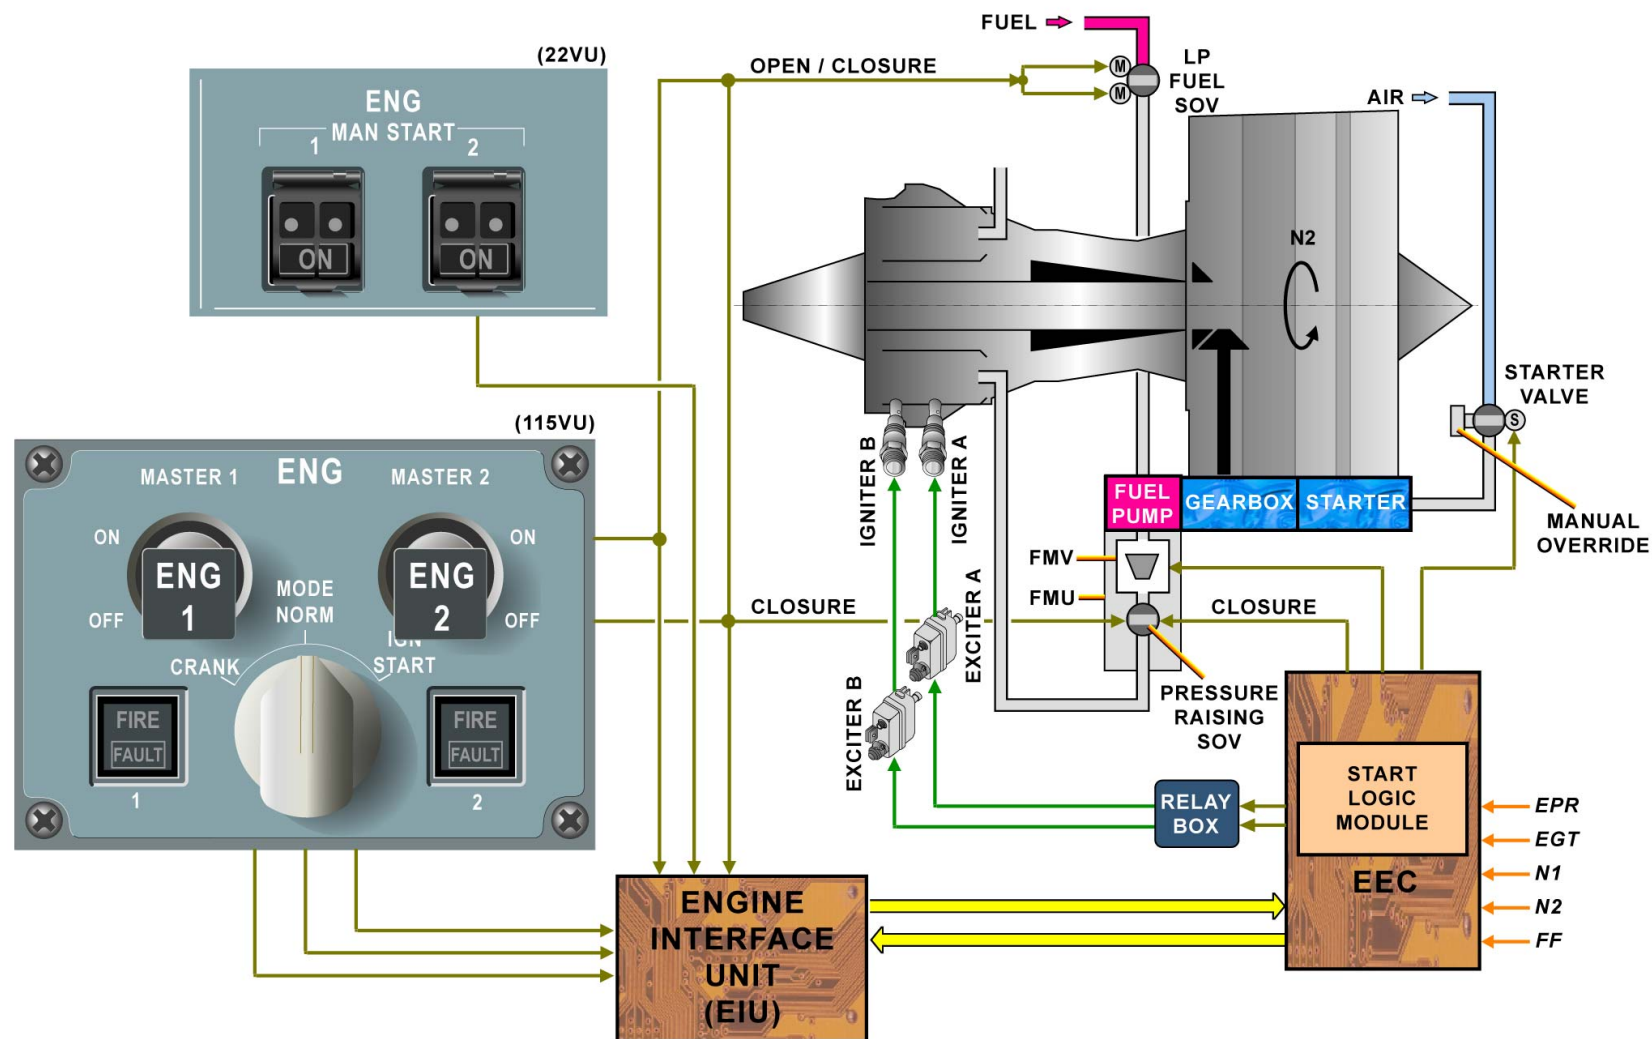 (22VU)
ENG
MAN START
1
2
ON
ON
(115VU)
MASTER 1
ENG
MASTER 2
ON
OFF
ENG
1
MODE
NORM
ENG
2
ON
OFF
CRANK
IGN
START
FIRE
FAULT
1
FIRE
FAULT
2
FUEL
OPEN / CLOSURE
M
M
LP
FUEL
SOV
AIR
N2
STARTER
VALVE
S
MANUAL
OVERRIDE
IGNITER B
IGNITER A
FUEL
PUMP
GEARBOX
STARTER
FMV
FMU
CLOSURE
CLOSURE
EXCITER A
EXCITER B
PRESSURE
RAISING
SOV
RELAY
BOX
START
LOGIC
MODULE
EEC
EPR
EGT
N1
N2
FF
ENGINE
INTERFACE
UNIT
(EIU)